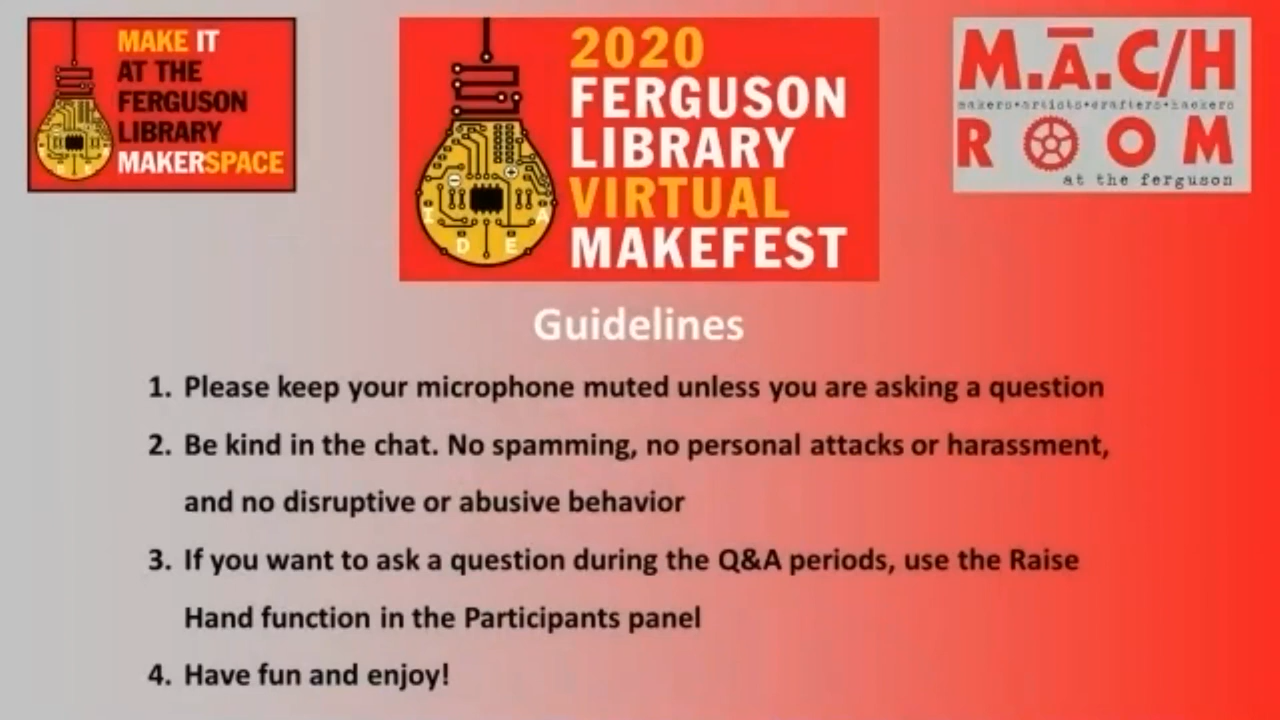 MAKE IT
AT THE
FERGUSON
LIBRARY
MAKERSPACE
2020
FERGUSON
LIBRARY
VIRTUAL
MAKEFEST
I D E A
M.Ā.C/H
makers•artists•crafters•hackers
ROOM
at the ferguson
Guidelines
1. Please keep your microphone muted unless you are asking a question
2. Be kind in the chat. No spamming, no personal attacks or harassment,
and no disruptive or abusive behavior
3. If you want to ask a question during the Q&A periods, use the Raise
Hand function in the Participants panel
4. Have fun and enjoy!